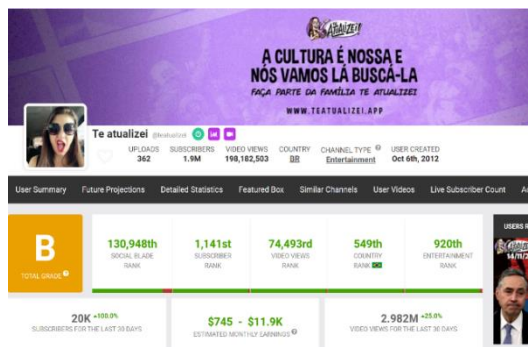 Te ATUALIZEI
A CULTURA É NOSSA E
NÓS VAMOS LÁ BUSCÁ-LA
FAÇA PARTE DA FAMÍLIA TE ATUALIZEI
WWW.TEATUALIZEI.APP
Te atualizei @teatualizei
UPLOADS SUBSCRIBERS VIDEO VIEWS COUNTRY CHANNEL TYPE USER CREATED
362 1.9M 198,182,503 BR Entertainment Oct 6th, 2012
User Summary Future Projections Detailed Statistics Featured Box Similar Channels User Videos Live Subscriber Count
B
TOTAL GRADE
130,948th 1,141st 74,493rd 549th 920th
SOCIAL BLADE SUBSCRIBER VIDEO VIEWS COUNTRY ENTERTAINMENT
RANK RANK RANK RANK RANK
USERS
20K +100.0%
SUBSCRIBERS FOR THE LAST 30 DAYS
$745 - $11.9K
ESTIMATED MONTHLY EARNINGS
2.982M +25.0%
VIDEO VIEWS FOR THE LAST 30 DAYS